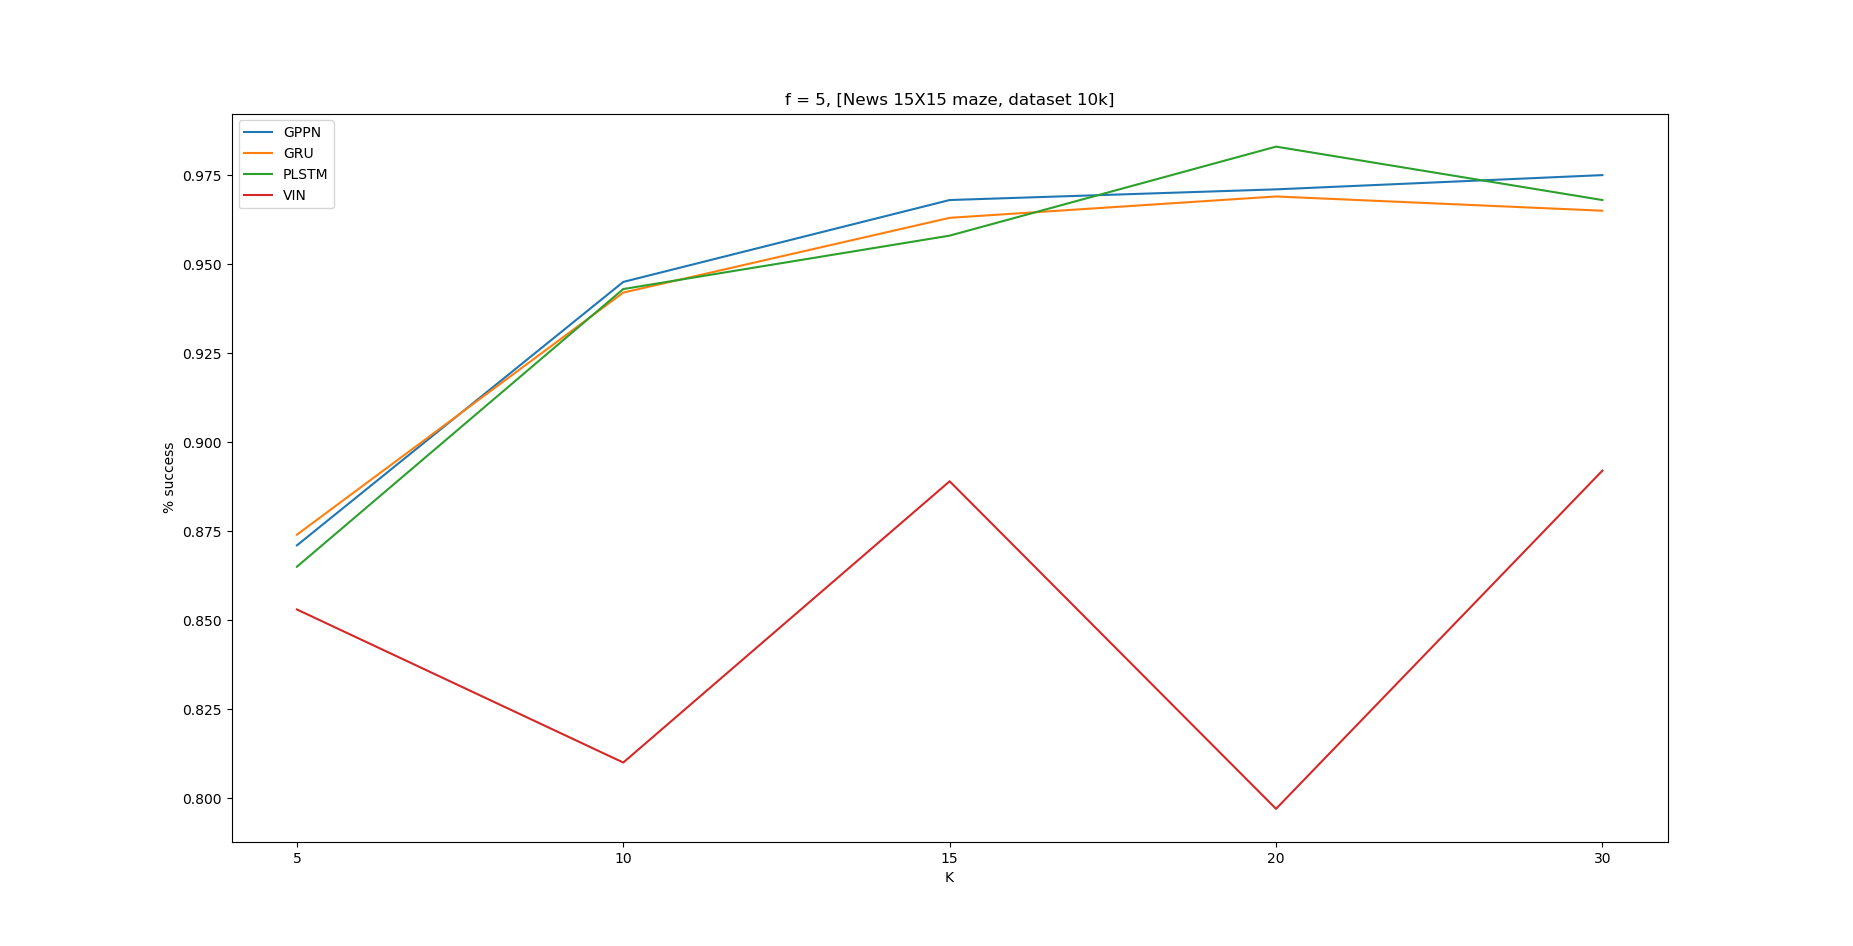 f = 5, [News 15X15 maze, dataset 10k]
GPPN
GRU
PLSTM
VIN
0.975
0.950
0.925
0.900
0.875
0.850
0.825
0.800
% success
5 10 15 20 30
K